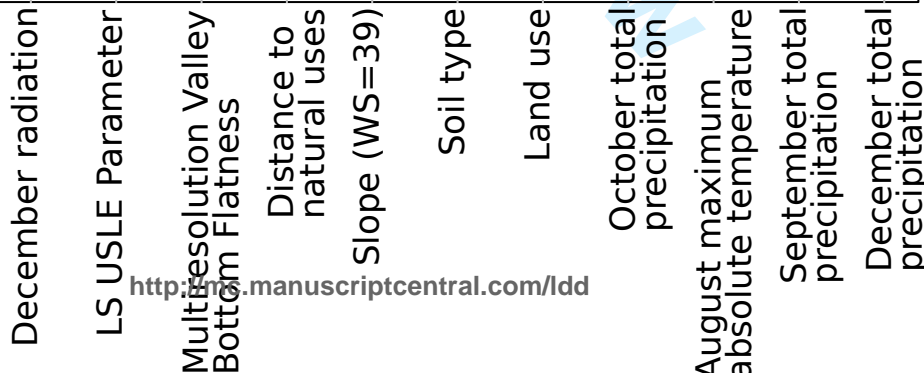 December radiation
LS USLE Parameter
Multiresolution Valley
Bottom Flatness
Distance to
natural uses
Slope (WS=39)
Soil type
Land use
October total
precipitation
August maximum
absolute temperature
September total
precipitation
December total
precipitation
http://mc.manuscriptcentral.com/ldd